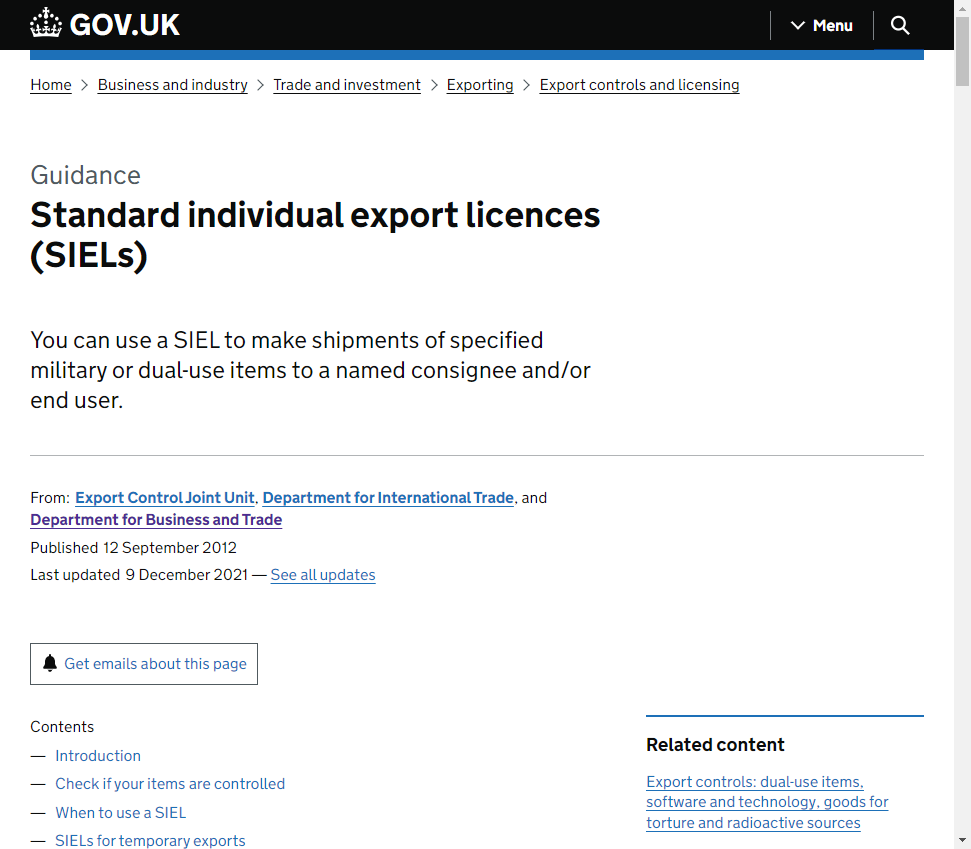 GOV.UK
Menu
Home > Business and industry > Trade and investment > Exporting > Export controls and licensing
Guidance
Standard individual export licences
(SIELs)
You can use a SIEL to make shipments of specified
military or dual-use items to a named consignee and/or
end user.
From: Export Control Joint Unit, Department for International Trade, and
Department for Business and Trade
Published 12 September 2012
Last updated 9 December 2021 — See all updates
Get emails about this page
Contents
— Introduction
— Check if your items are controlled
— When to use a SIEL
— SIELs for temporary exports
Related content
Export controls: dual-use items,
software and technology, goods for
torture and radioactive sources